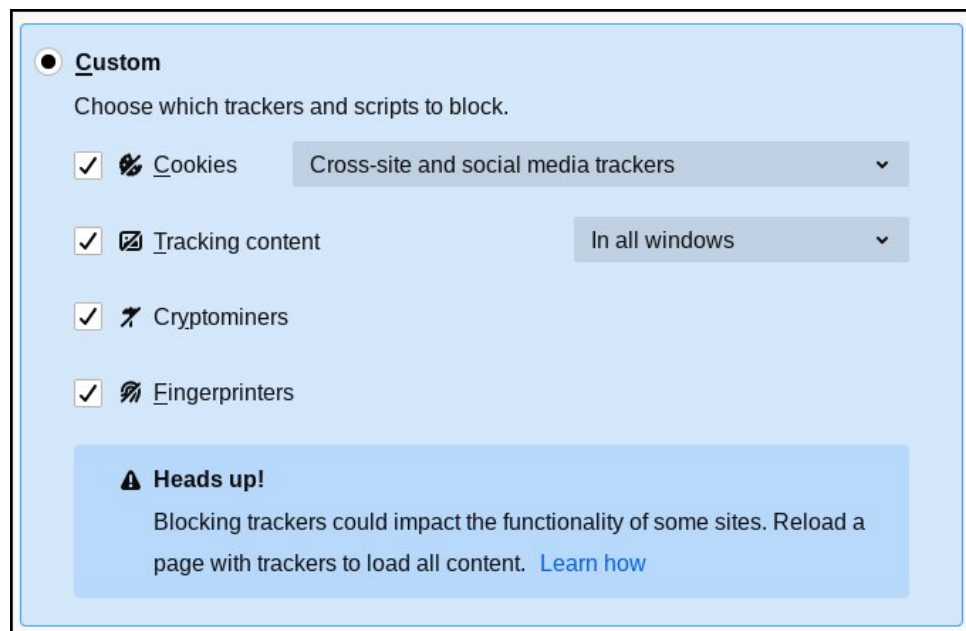 Custom
Choose which trackers and scripts to block.
Cookies Cross-site and social media trackers
Tracking content In all windows
Cryptominers
Fingerprinters
Heads up!
Blocking trackers could impact the functionality of some sites. Reload a
page with trackers to load all content. Learn how